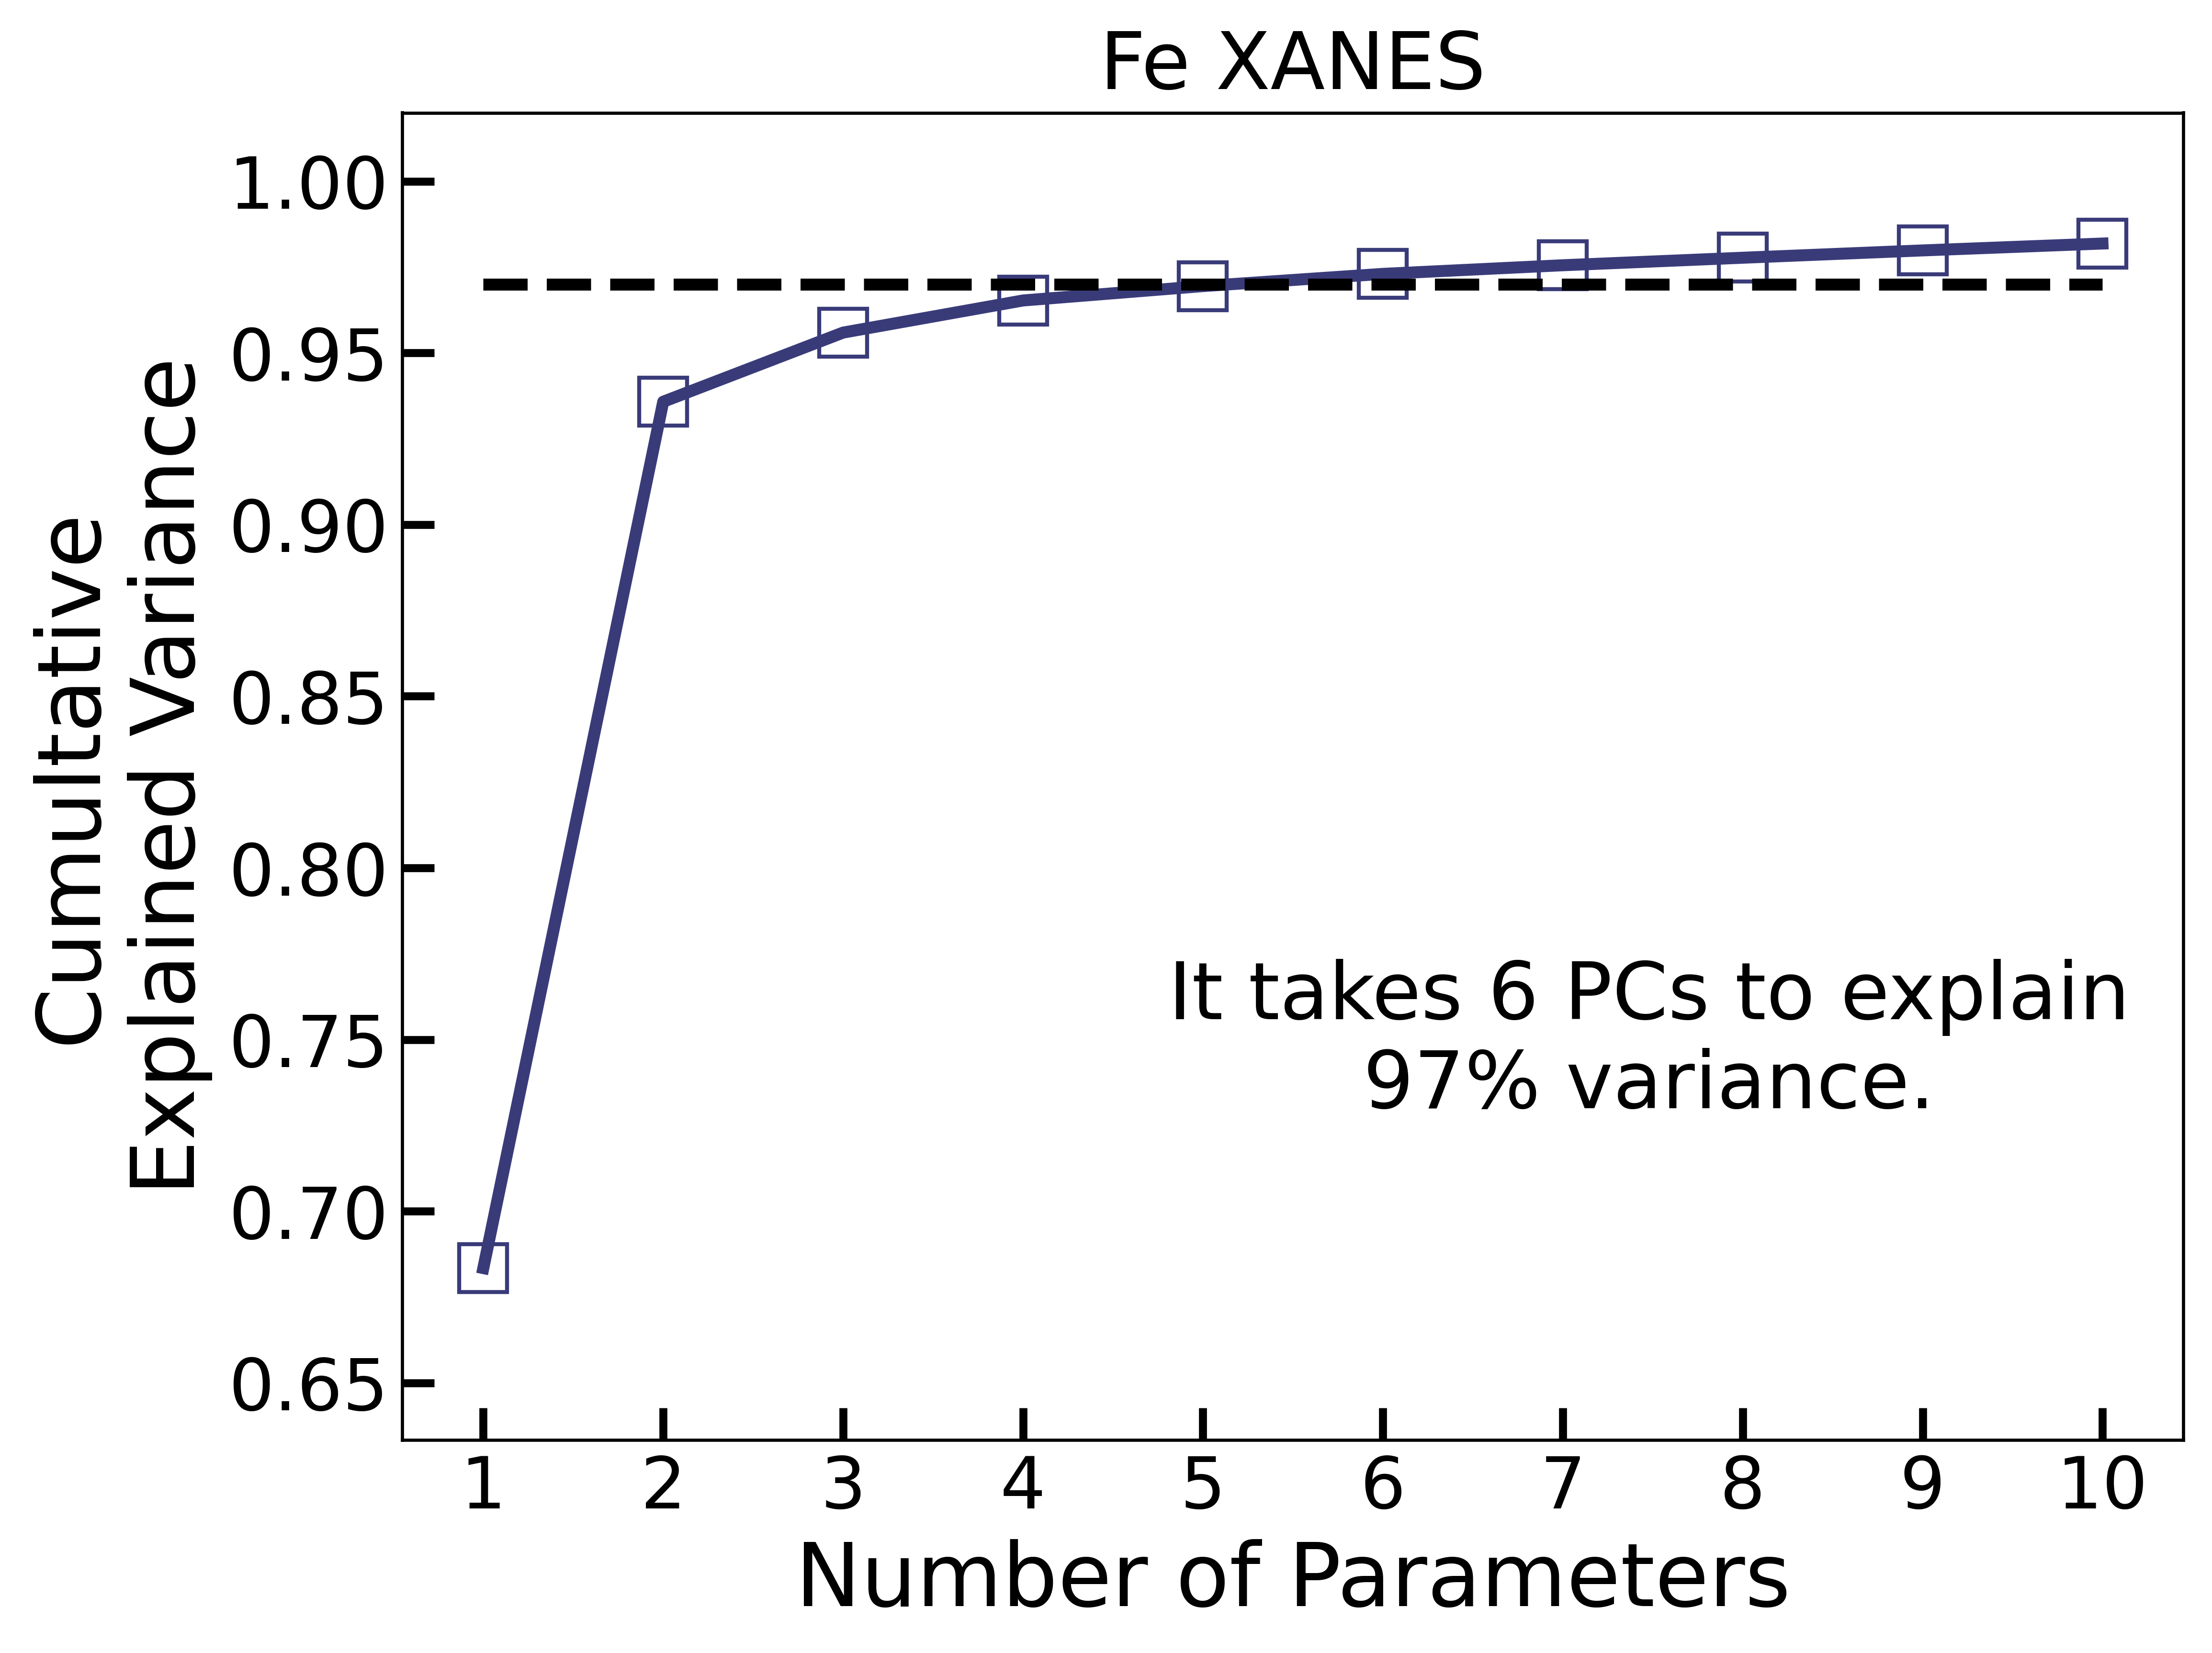 Fe XANES
1.00
0.95
0.90
0.85
0.80
0.75
0.70
0.65
Cumultative
Explained Variance
It takes 6 PCs to explain
97% variance.
1 2 3 4 5 6 7 8 9 10
Number of Parameters